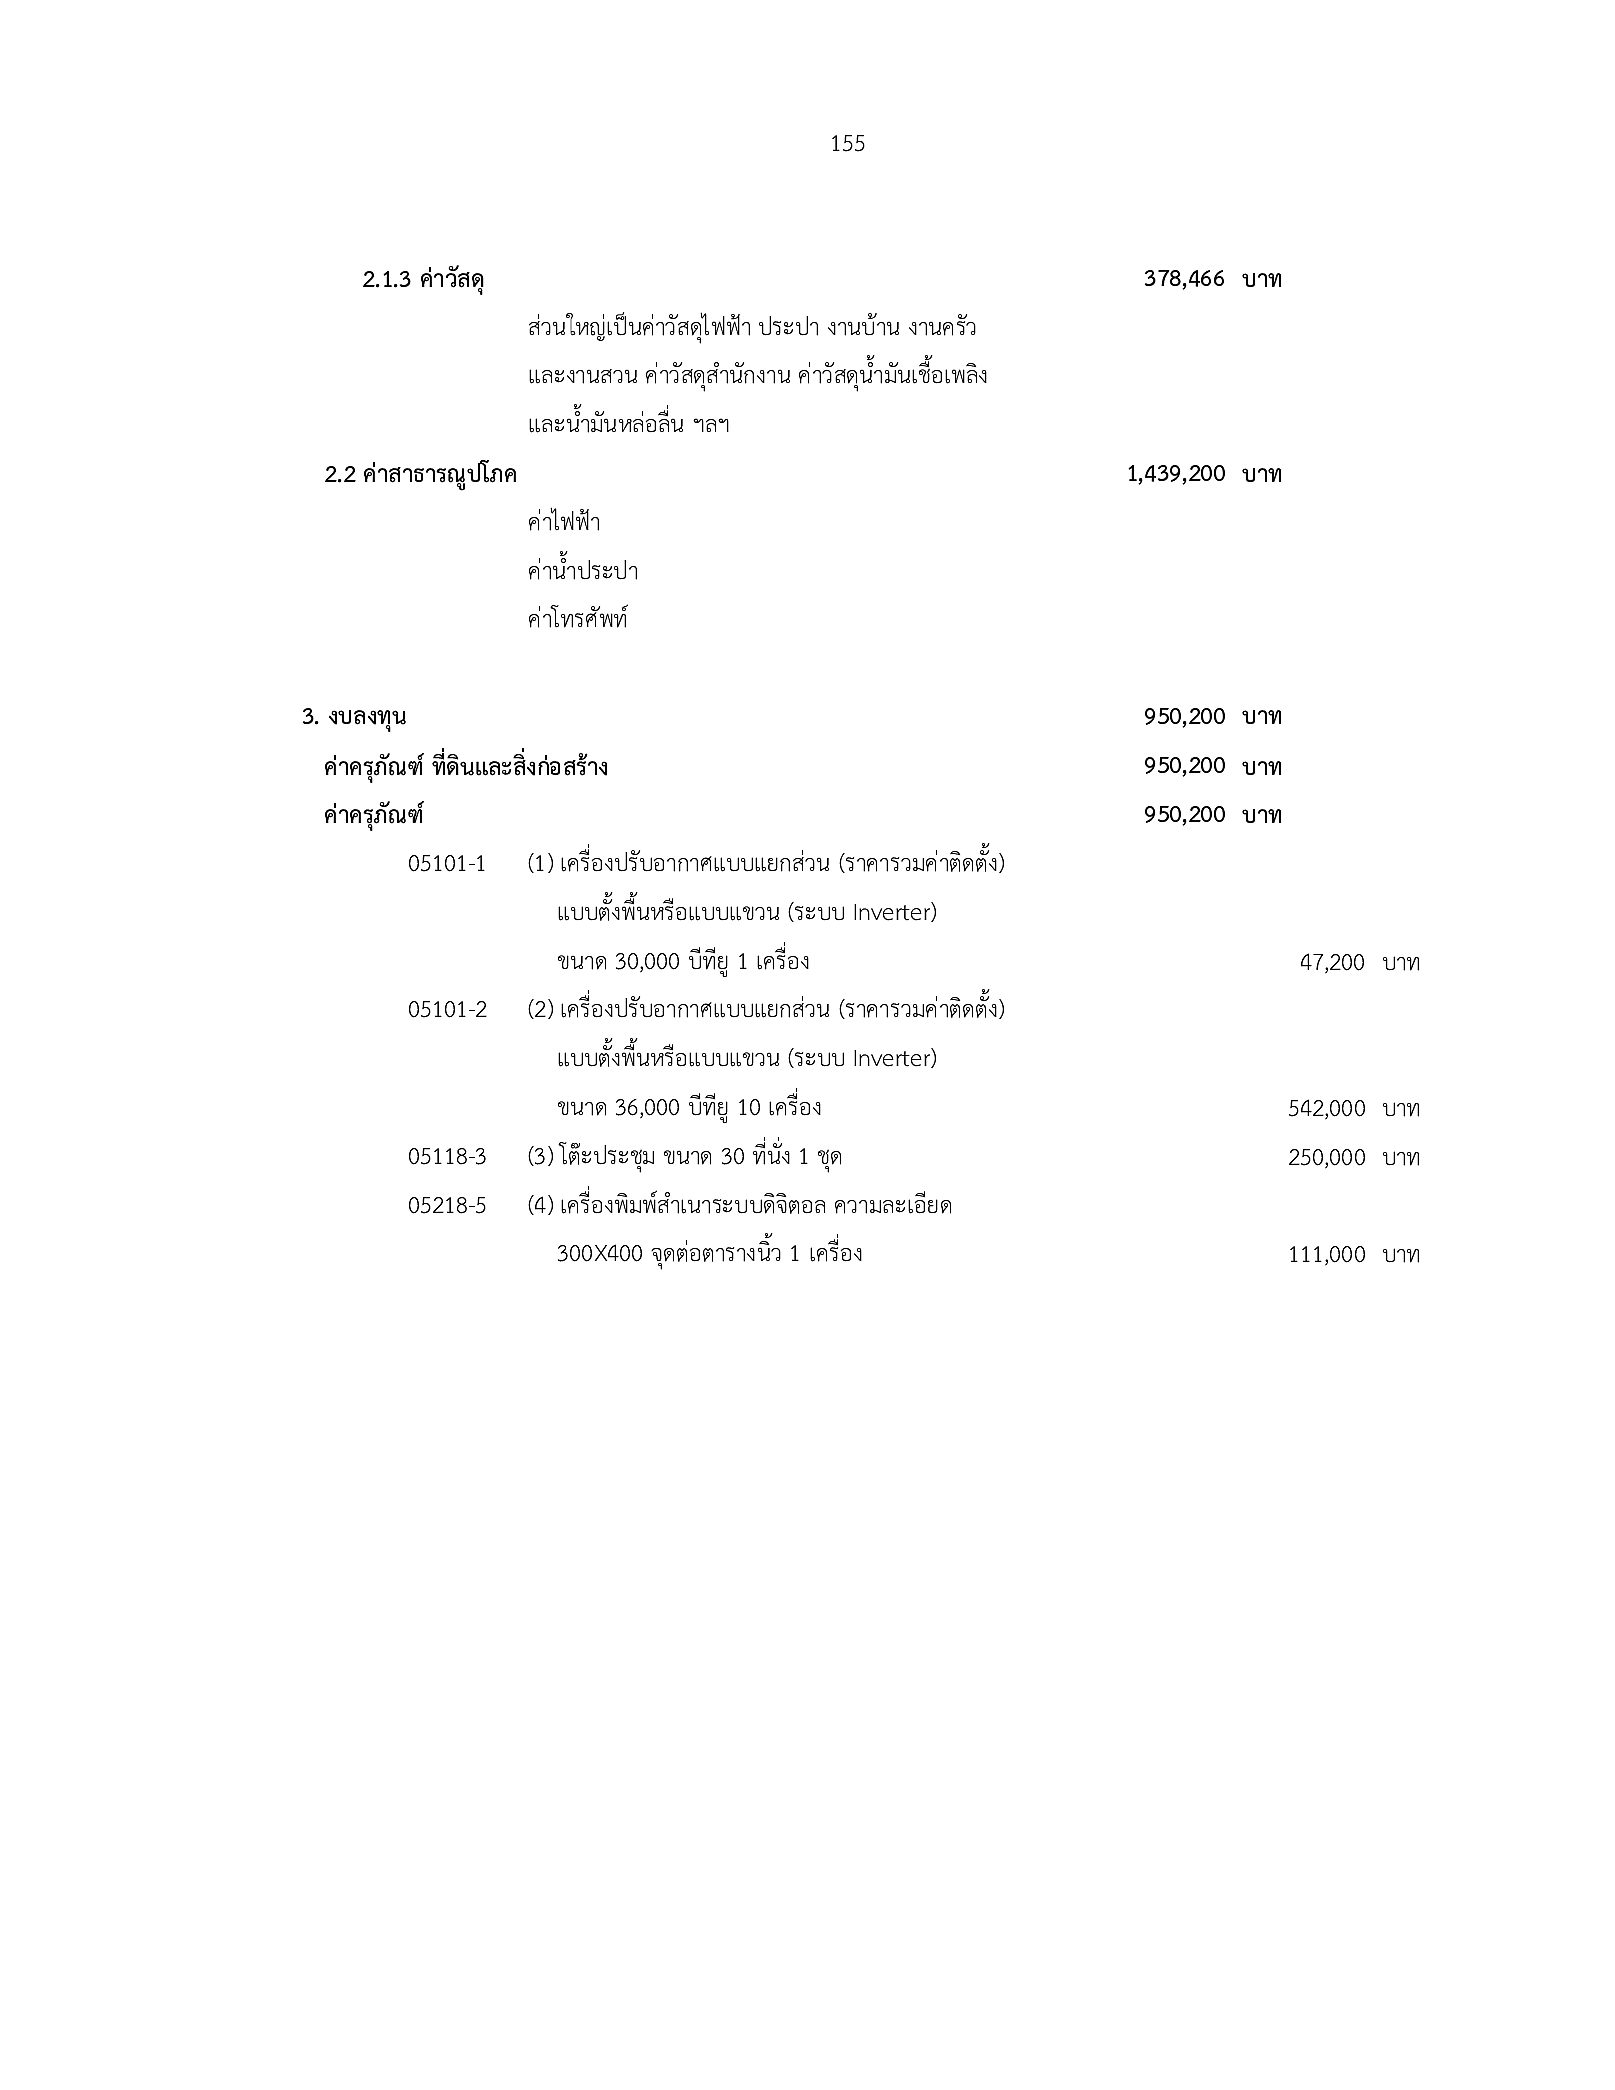 155
2.1.3 ค่าวัสดุ 378,466 บาท
ส่วนใหญ่เป็นค่าวัสดุไฟฟ้า ประปา งานบ้าน งานครัว
และงานสวน ค่าวัสดุสำนักงาน ค่าวัสดุน้ำมันเชื้อเพลิง
และน้ำมันหล่อลื่น ฯลฯ
2.2 ค่าสาธารณูปโภค 1,439,200 บาท
ค่าไฟฟ้า
ค่าน้ำประปา
ค่าโทรศัพท์
3. งบลงทุน 950,200 บาท
ค่าครุภัณฑ์ ที่ดินและสิ่งก่อสร้าง 950,200 บาท
ค่าครุภัณฑ์ 950,200 บาท
05101-1 (1) เครื่องปรับอากาศแบบแยกส่วน (ราคารวมค่าติดตั้ง)
แบบตั้งพื้นหรือแบบแขวน (ระบบ Inverter)
ขนาด 30,000 บีทียู 1 เครื่อง 47,200 บาท
05101-2 (2) เครื่องปรับอากาศแบบแยกส่วน (ราคารวมค่าติดตั้ง)
แบบตั้งพื้นหรือแบบแขวน (ระบบ Inverter)
ขนาด 36,000 บีทียู 10 เครื่อง 542,000 บาท
05118-3 (3) โต๊ะประชุม ขนาด 30 ที่นั่ง 1 ชุด 250,000 บาท
05218-5 (4) เครื่องพิมพ์สำเนาระบบดิจิตอล ความละเอียด
300X400 จุดต่อตารางนิ้ว 1 เครื่อง 111,000 บาท